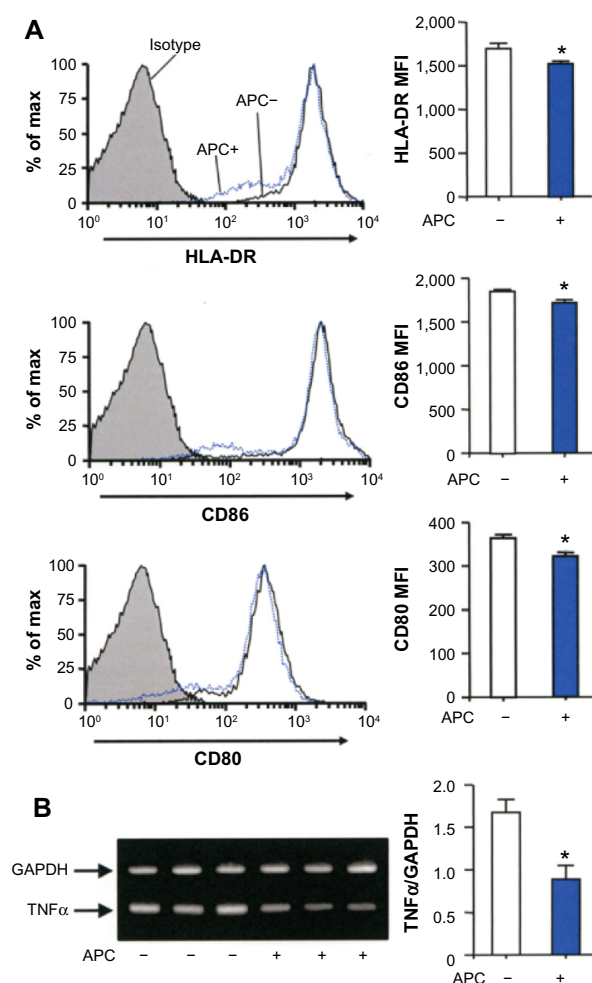 A
Isotype
APC−
APC+
% of max
100
75
50
25
0
10⁰ 10¹ 10² 10³ 10⁴
HLA-DR
HLA-DR MFI
2,000
1,500
1,000
500
0
*
APC − +
% of max
100
75
50
25
0
10⁰ 10¹ 10² 10³ 10⁴
CD86
CD86 MFI
2,000
1,500
1,000
500
0
*
APC − +
% of max
100
75
50
25
0
10⁰ 10¹ 10² 10³ 10⁴
CD80
CD80 MFI
400
300
200
100
0
*
APC − +
B
GAPDH
TNFα
APC − − − + + +
TNFα/GAPDH
2.0
1.5
1.0
0.5
0
*
APC − +